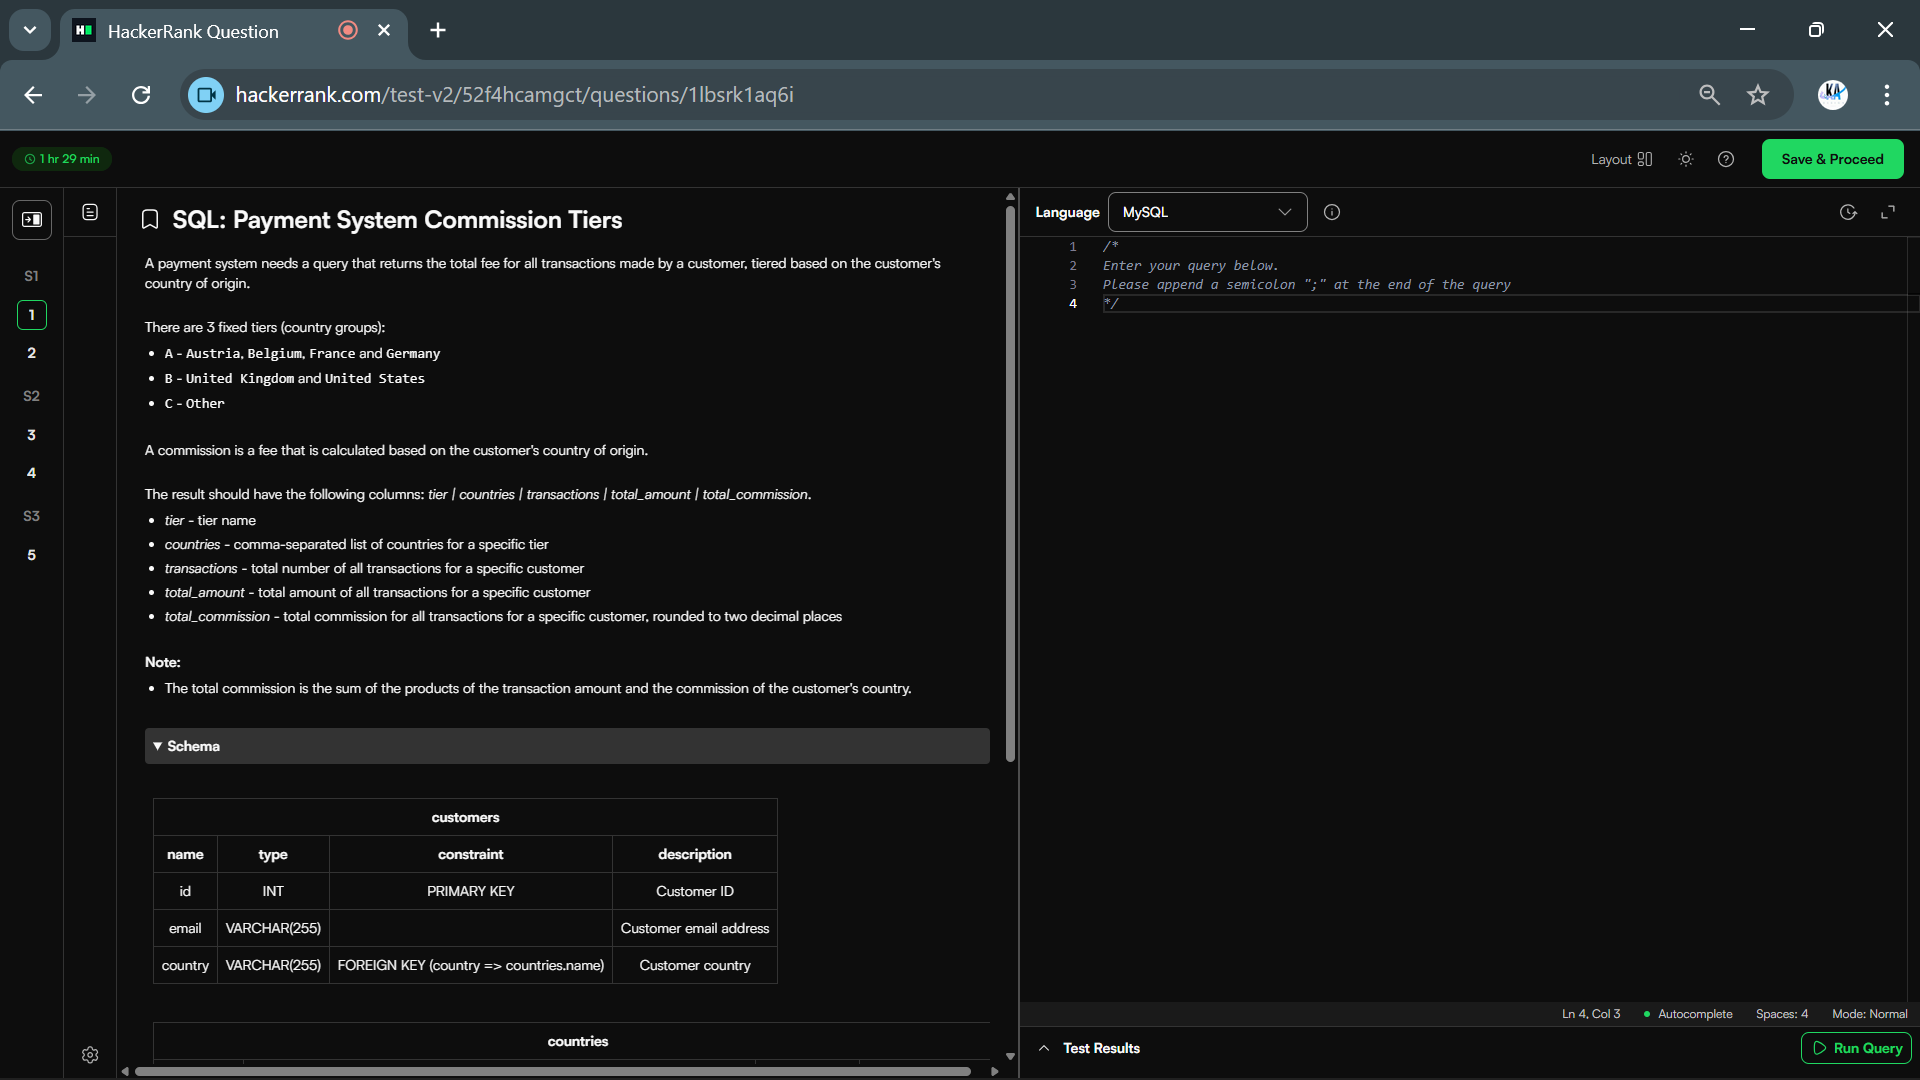 HackerRank Question
hackerrank.com/test-v2/52f4hcamgct/questions/1lbsrk1aq6i
KA
1 hr 29 min
Layout
Save & Proceed
S1
1
2
S2
3
4
S3
5
SQL: Payment System Commission Tiers
A payment system needs a query that returns the total fee for all transactions made by a customer, tiered based on the customer's
country of origin.
There are 3 fixed tiers (country groups):
• A - Austria, Belgium, France and Germany
• B - United Kingdom and United States
• C - Other
A commission is a fee that is calculated based on the customer's country of origin.
The result should have the following columns: tier | countries | transactions | total_amount | total_commission.
• tier - tier name
• countries - comma-separated list of countries for a specific tier
• transactions - total number of all transactions for a specific customer
• total_amount - total amount of all transactions for a specific customer
• total_commission - total commission for all transactions for a specific customer, rounded to two decimal places
Note:
• The total commission is the sum of the products of the transaction amount and the commission of the customer's country.
▼ Schema
customers
name type constraint description
id INT PRIMARY KEY Customer ID
email VARCHAR(255) Customer email address
country VARCHAR(255) FOREIGN KEY (country => countries.name) Customer country
countries
Language MySQL
1 /*
2 Enter your query below.
3 Please append a semicolon ";" at the end of the query
4 */
Ln 4, Col 3 Autocomplete Spaces: 4 Mode: Normal
Test Results
Run Query